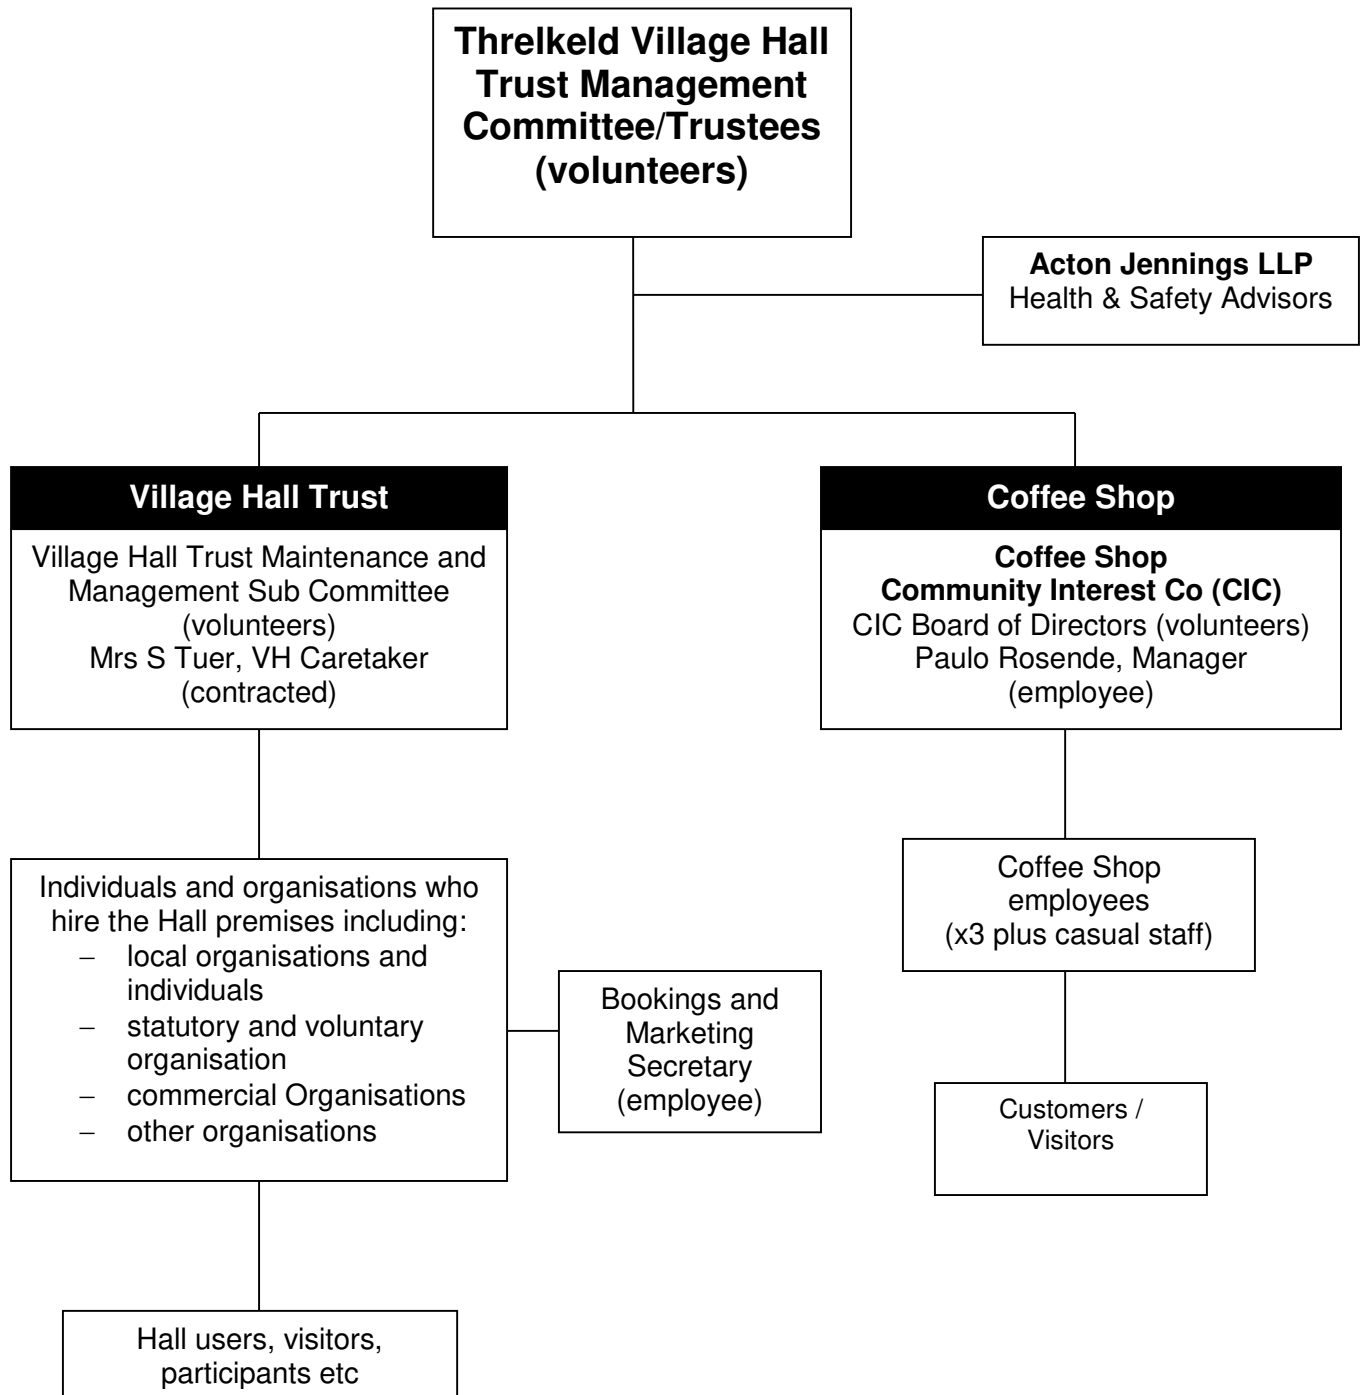 Threlkeld Village Hall
Trust Management
Committee/Trustees
(volunteers)
Acton Jennings LLP
Health & Safety Advisors
Village Hall Trust
Village Hall Trust Maintenance and
Management Sub Committee
(volunteers)
Mrs S Tuer, VH Caretaker
(contracted)
Coffee Shop
Coffee Shop
Community Interest Co (CIC)
CIC Board of Directors (volunteers)
Paulo Rosende, Manager
(employee)
Individuals and organisations who
hire the Hall premises including:
– local organisations and
individuals
– statutory and voluntary
organisation
– commercial Organisations
– other organisations
Bookings and
Marketing
Secretary
(employee)
Coffee Shop
employees
(x3 plus casual staff)
Customers /
Visitors
Hall users, visitors,
participants etc